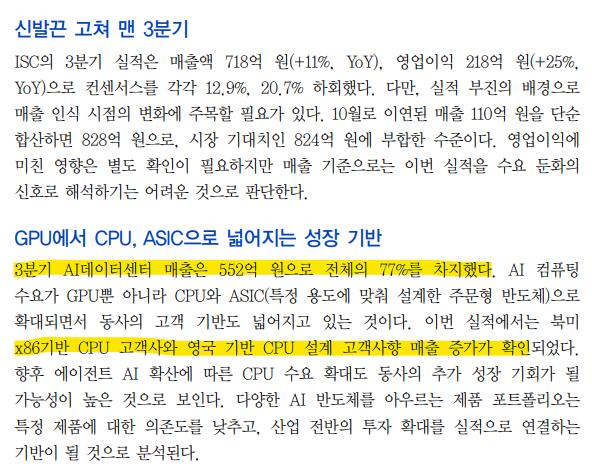 신발끈 고쳐 맨 3분기
ISC의 3분기 실적은 매출액 718억 원(+11%, YoY), 영업이익 218억 원(+25%,
YoY)으로 컨센서스를 각각 12.9%, 20.7% 하회했다. 다만, 실적 부진의 배경으로
매출 인식 시점의 변화에 주목할 필요가 있다. 10월로 이연된 매출 110억 원을 단순
합산하면 828억 원으로, 시장 기대치인 824억 원에 부합한 수준이다. 영업이익에
미친 영향은 별도 확인이 필요하지만 매출 기준으로는 이번 실적을 수요 둔화의
신호로 해석하기는 어려운 것으로 판단한다.
GPU에서 CPU, ASIC으로 넓어지는 성장 기반
3분기 AI데이터센터 매출은 552억 원으로 전체의 77%를 차지했다. AI 컴퓨팅
수요가 GPU뿐 아니라 CPU와 ASIC(특정 용도에 맞춰 설계한 주문형 반도체)으로
확대되면서 동사의 고객 기반도 넓어지고 있는 것이다. 이번 실적에서는 북미
x86기반 CPU 고객사와 영국 기반 CPU 설계 고객사향 매출 증가가 확인되었다.
향후 에이전트 AI 확산에 따른 CPU 수요 확대도 동사의 추가 성장 기회가 될
가능성이 높은 것으로 보인다. 다양한 AI 반도체를 아우르는 제품 포트폴리오는
특정 제품에 대한 의존도를 낮추고, 산업 전반의 투자 확대를 실적으로 연결하는
기반이 될 것으로 분석된다.